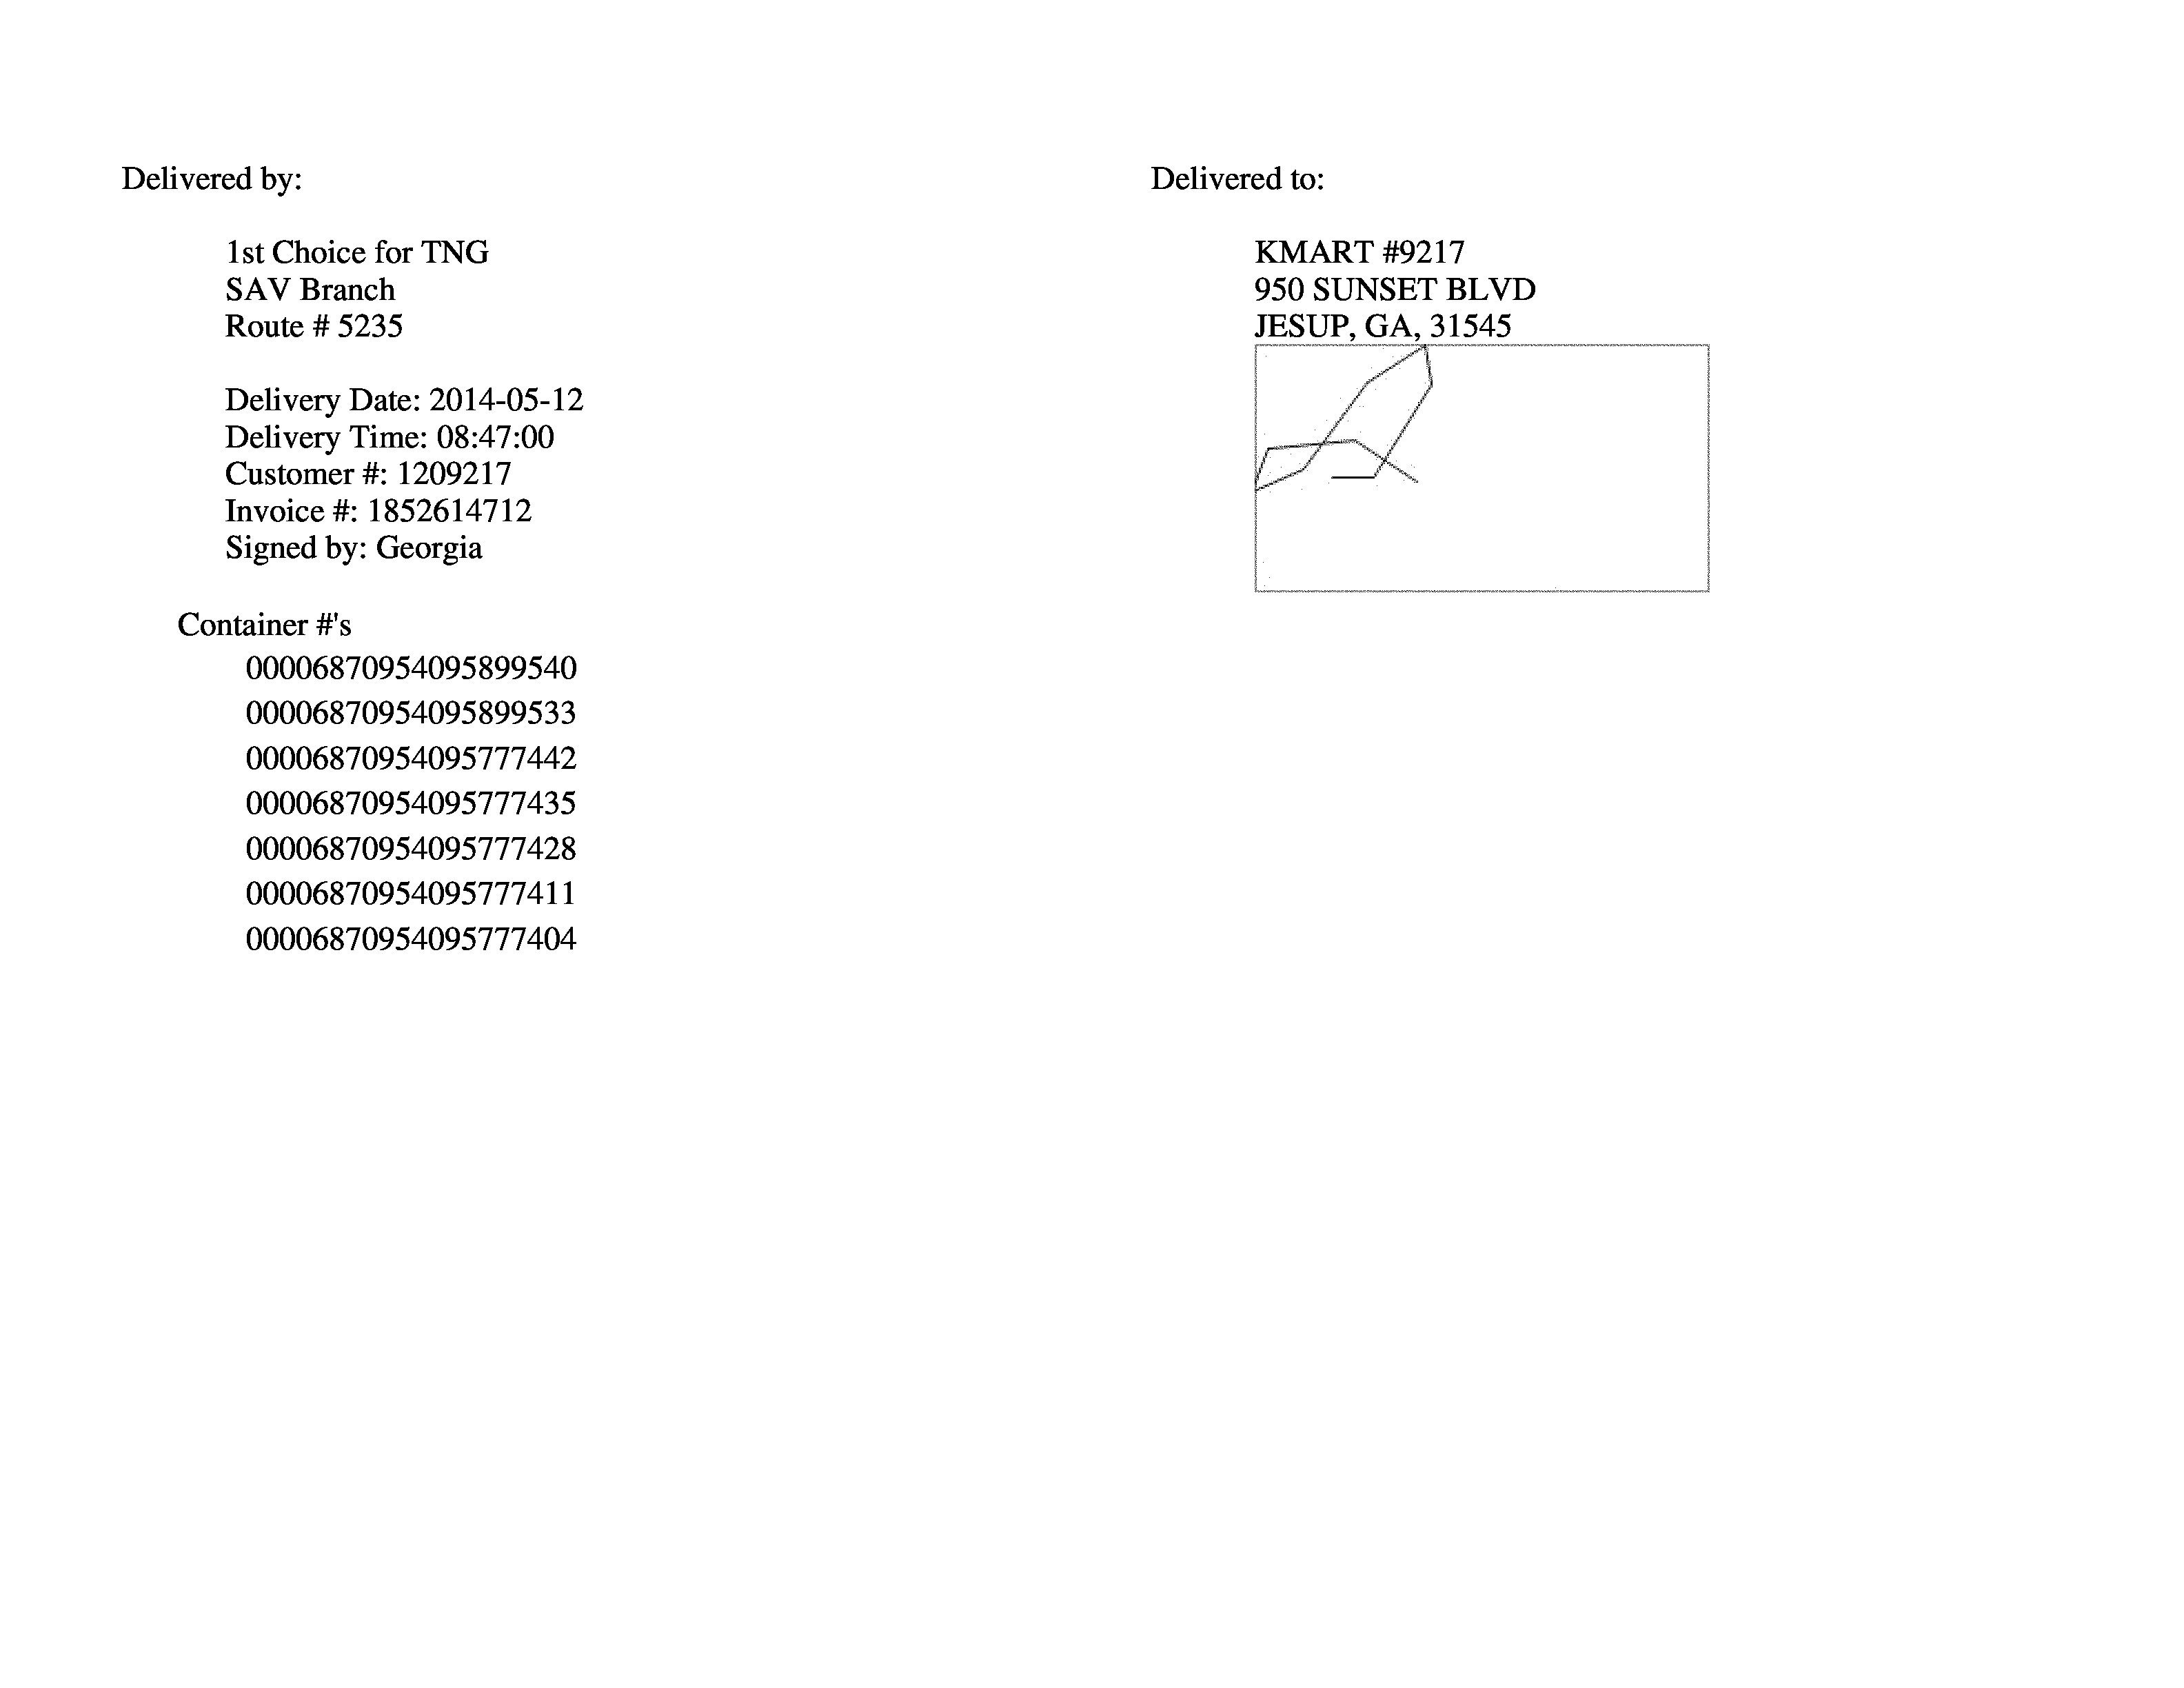 Delivered by:
1st Choice for TNG
SAV Branch
Route # 5235
Delivery Date: 2014-05-12
Delivery Time: 08:47:00
Customer #: 1209217
Invoice #: 1852614712
Signed by: Georgia
Container #'s
00006870954095899540
00006870954095899533
00006870954095777442
00006870954095777435
00006870954095777428
00006870954095777411
00006870954095777404
Delivered to:
KMART #9217
950 SUNSET BLVD
JESUP, GA, 31545